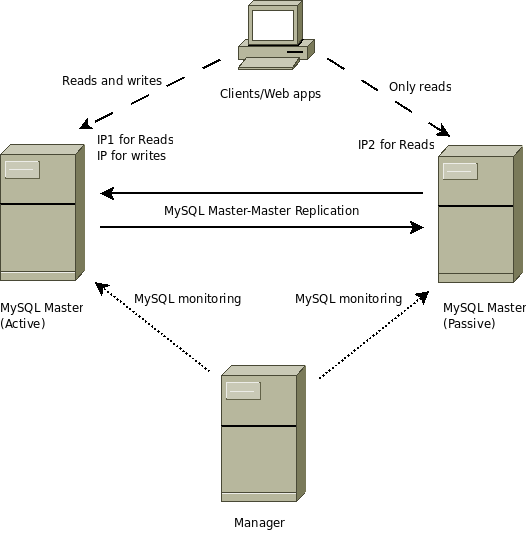 Clients/Web apps
Reads and writes
Only reads
IP1 for Reads
IP for writes
IP2 for Reads
MySQL Master-Master Replication
MySQL Master
(Active)
MySQL monitoring
MySQL monitoring
MySQL Master
(Passive)
Manager